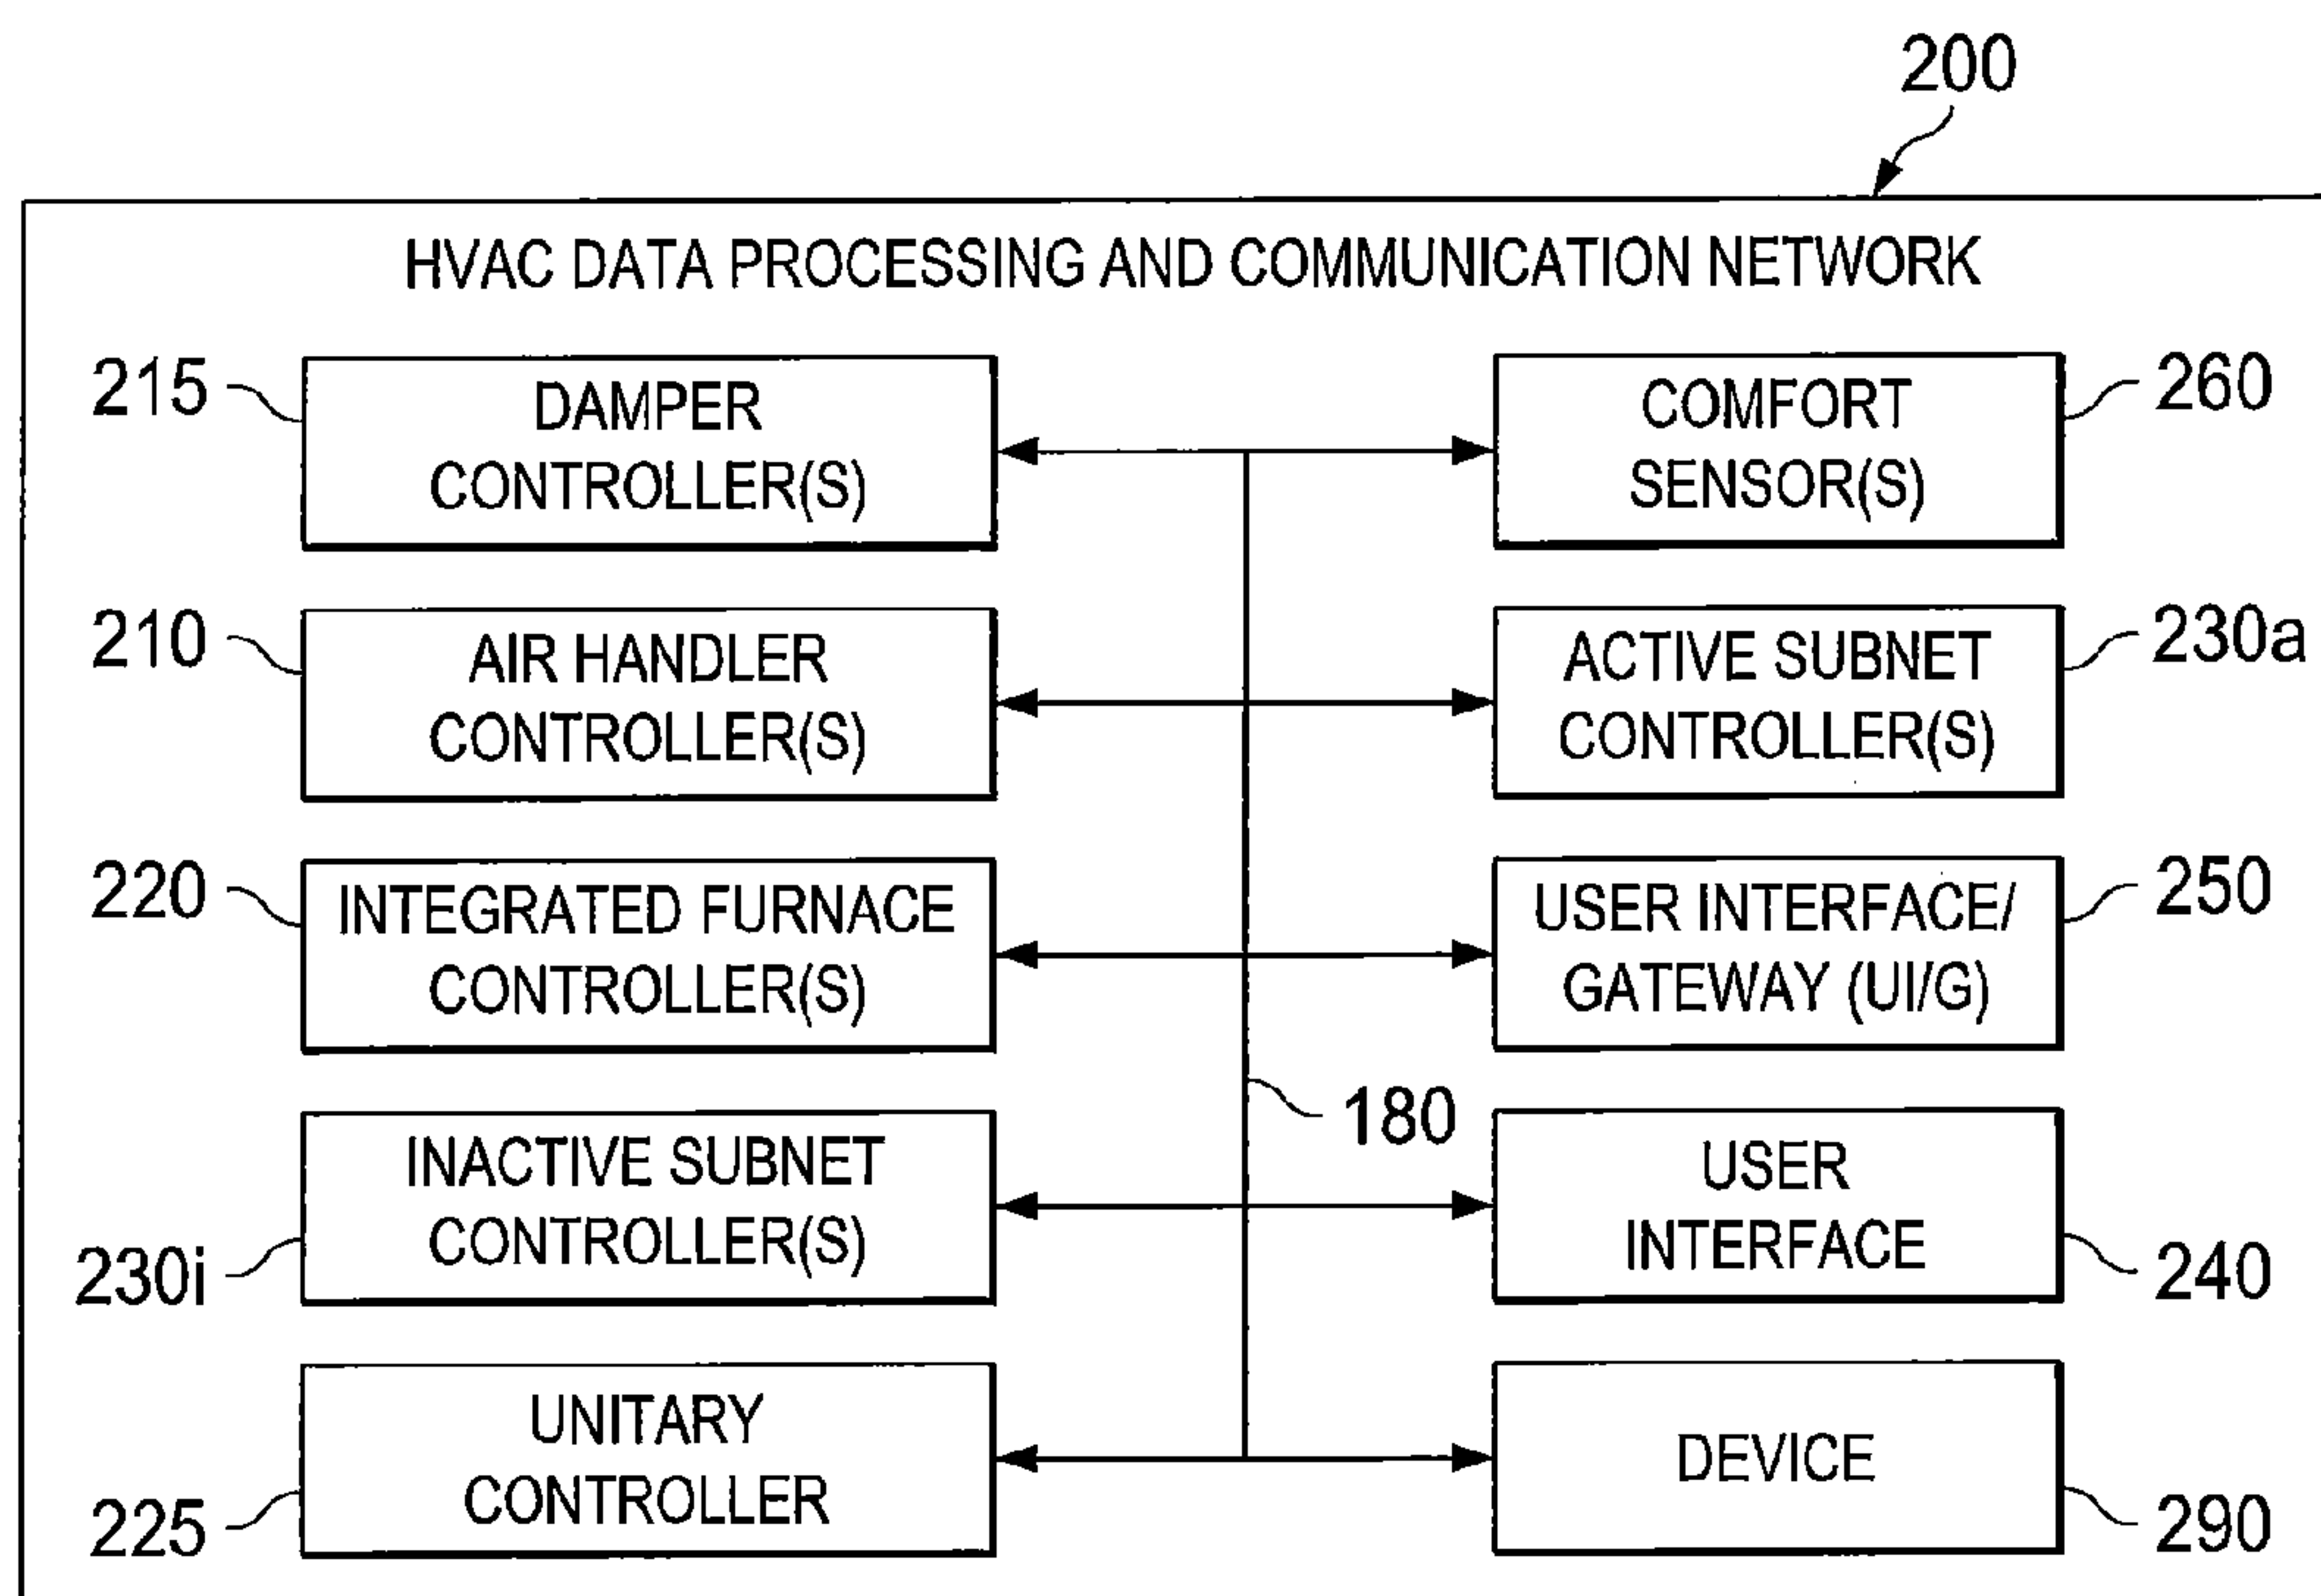 200
HVAC DATA PROCESSING AND COMMUNICATION NETWORK
215
DAMPER
CONTROLLER(S)
COMFORT
SENSOR(S)
260
210
AIR HANDLER
CONTROLLER(S)
ACTIVE SUBNET
CONTROLLER(S)
230a
220
INTEGRATED FURNACE
CONTROLLER(S)
USER INTERFACE/
GATEWAY (UI/G)
250
180
INACTIVE SUBNET
CONTROLLER(S)
230i
USER
INTERFACE
240
UNITARY
CONTROLLER
225
DEVICE
290